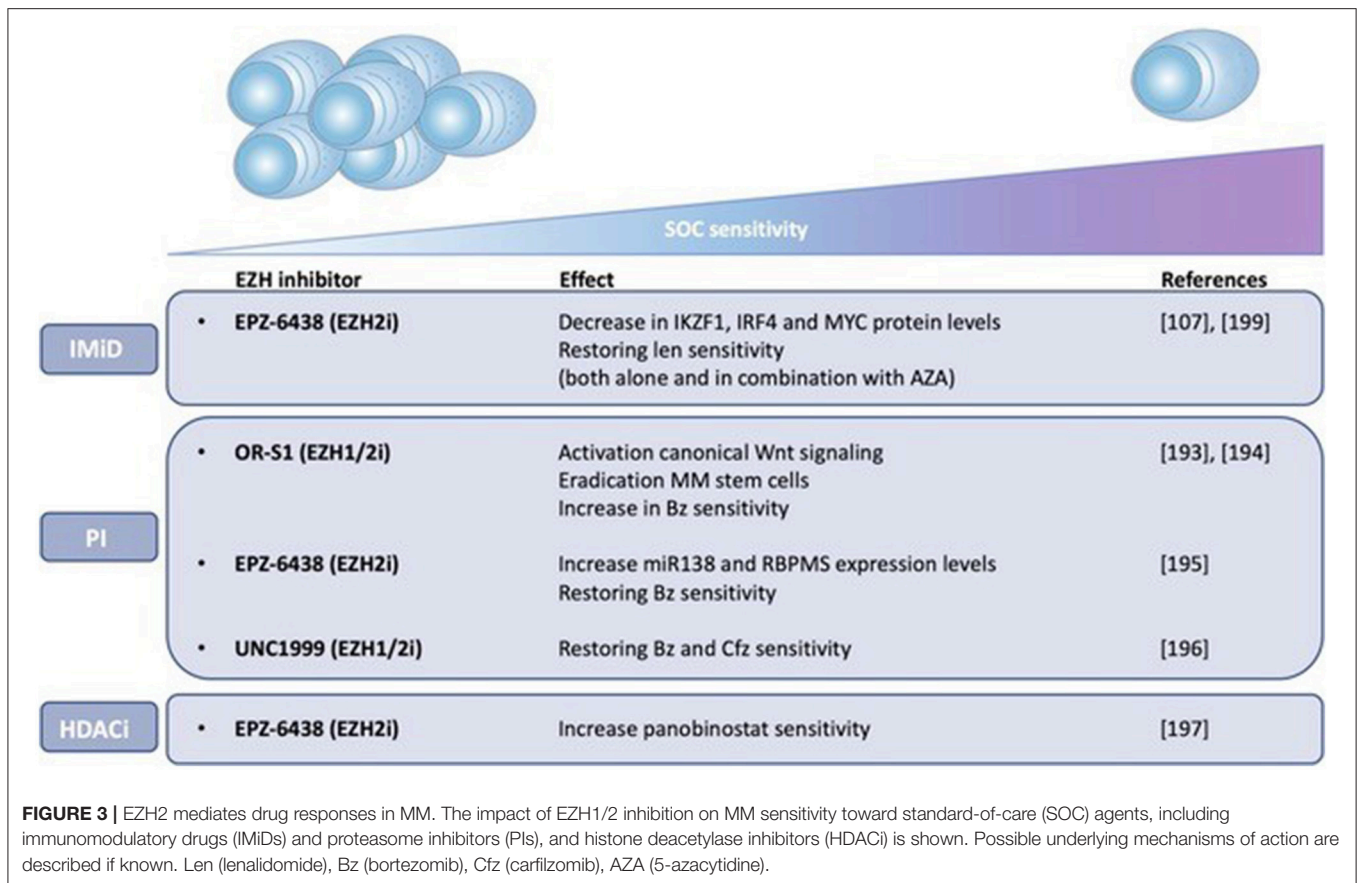 SOC sensitivity
EZH inhibitor Effect References
IMiD
• EPZ-6438 (EZH2i) Decrease in IKZF1, IRF4 and MYC protein levels [107], [199]
Restoring len sensitivity
(both alone and in combination with AZA)
PI
• OR-S1 (EZH1/2i) Activation canonical Wnt signaling [193], [194]
Eradication MM stem cells
Increase in Bz sensitivity
• EPZ-6438 (EZH2i) Increase miR138 and RBPMS expression levels [195]
Restoring Bz sensitivity
• UNC1999 (EZH1/2i) Restoring Bz and Cfz sensitivity [196]
HDACi
• EPZ-6438 (EZH2i) Increase panobinostat sensitivity [197]
FIGURE 3 | EZH2 mediates drug responses in MM. The impact of EZH1/2 inhibition on MM sensitivity toward standard-of-care (SOC) agents, including
immunomodulatory drugs (IMiDs) and proteasome inhibitors (PIs), and histone deacetylase inhibitors (HDACi) is shown. Possible underlying mechanisms of action are
described if known. Len (lenalidomide), Bz (bortezomib), Cfz (carfilzomib), AZA (5-azacytidine).